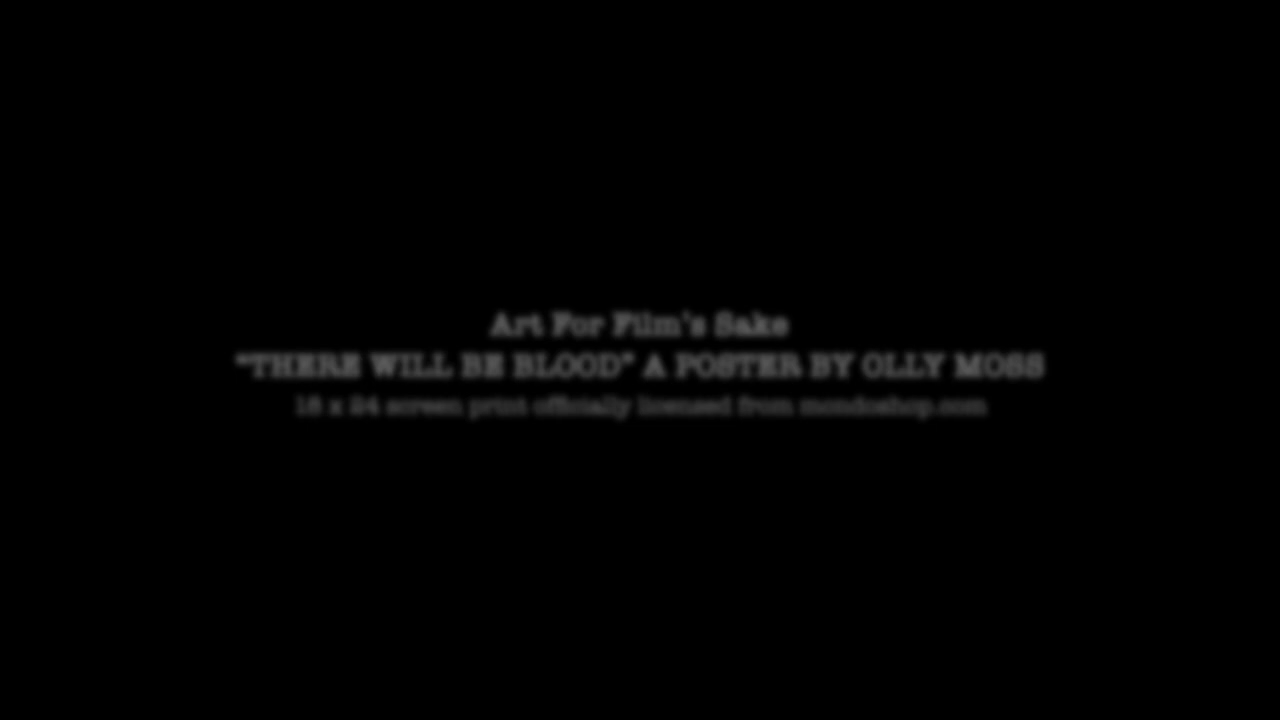 Art For Film's Sake
“THERE WILL BE BLOOD” A POSTER BY OLLY MOSS
18 x 24 screen print officially licensed from mondoshop.com